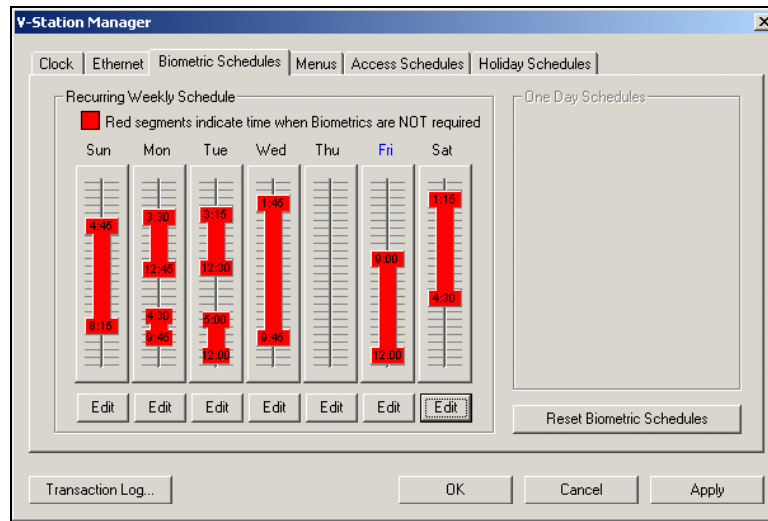 V-Station Manager
Clock Ethernet Biometric Schedules Menus Access Schedules Holiday Schedules
Recurring Weekly Schedule
One Day Schedules
Red segments indicate time when Biometrics are NOT required
Sun Mon Tue Wed Thu Fri Sat
1:45 1:15
4:45 3:30 3:15
9:00
12:45 12:30
4:30
8:15 4:30 5:00
9:45 9:45
12:00 12:00
Edit Edit Edit Edit Edit Edit Edit
Reset Biometric Schedules
Transaction Log... OK Cancel Apply